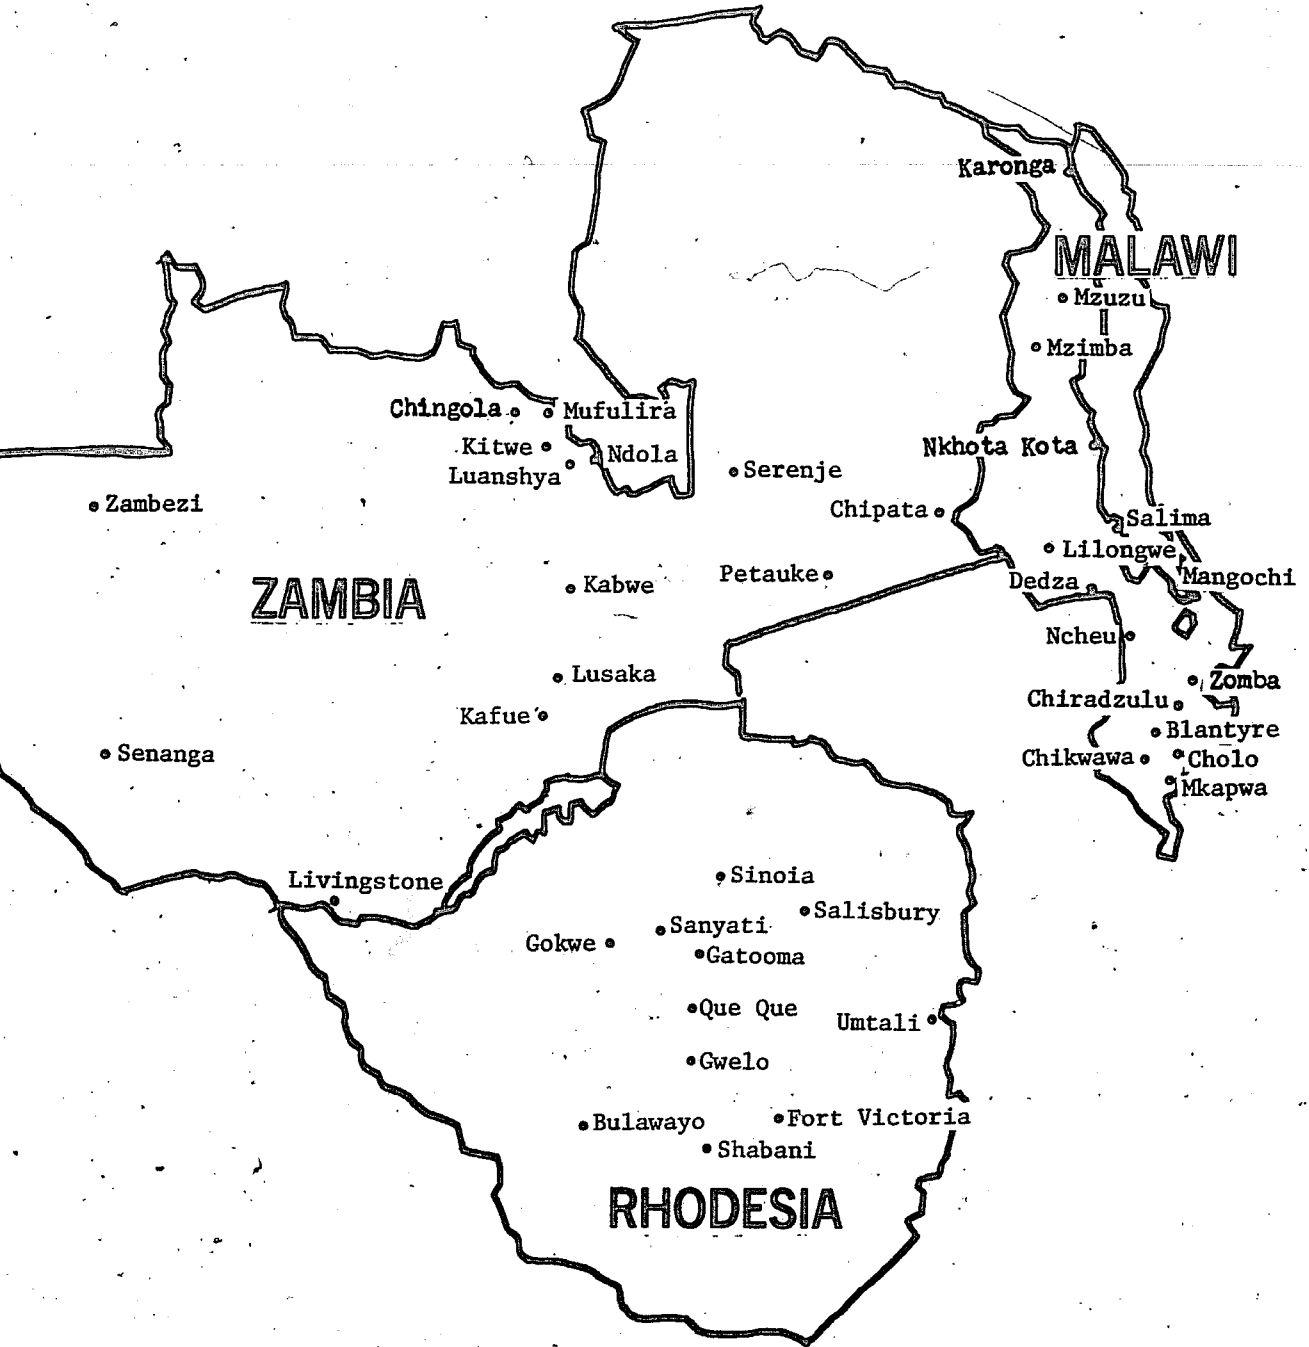 Karonga
MALAWI
Mzuzu
Mzimba
Chingola
Mufulira
Kitwe
Nkhota Kota
Ndola
Luanshya
Serenje
Zambezi
Chipata
Salima
Lilongwe
Petauke
Dedza
Mangochi
ZAMBIA
Kabwe
Ncheu
Lusaka
Zomba
Chiradzulu
Kafue
Blantyre
Senanga
Chikwawa
Cholo
Mkapwa
Livingstone
Sinoia
Salisbury
Sanyati
Gokwe
Gatooma
Que Que
Umtali
Gwelo
Bulawayo
Fort Victoria
Shabani
RHODESIA